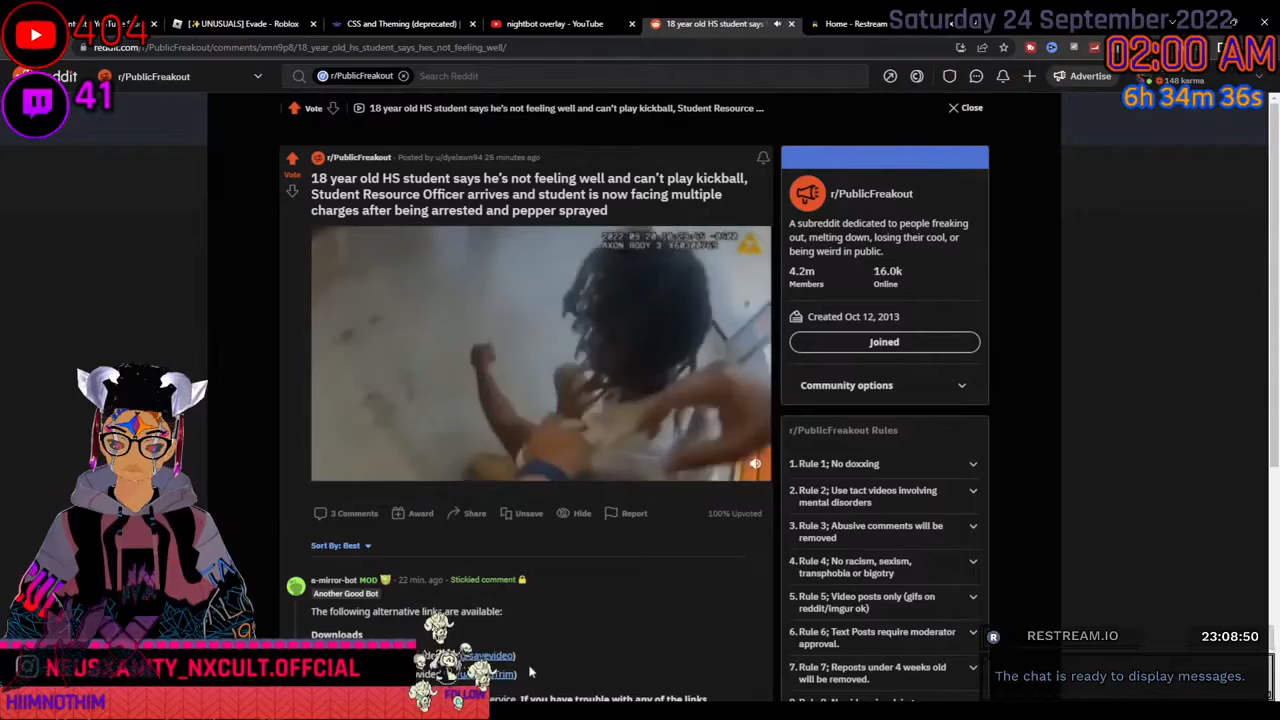 [✨UNUSUALS] Evade - Roblox
CSS and Theming (deprecated)
nightbot overlay - YouTube
18 year old HS student says
Home - Restream
Saturday 24 September 2022
404
reddit.com/r/PublicFreakout/comments/xmn9p8/18_year_old_hs_student_says_hes_not_feeling_well/
02:00 AM
r/PublicFreakout
r/PublicFreakout
Search Reddit
Advertise
148 karma
41
6h 34m 36s
Vote
18 year old HS student says he's not feeling well and can't play kickball, Student Resource ...
Close
r/PublicFreakout · Posted by u/dyelawn94 26 minutes ago
Vote
18 year old HS student says he's not feeling well and can't play kickball,
Student Resource Officer arrives and student is now facing multiple
charges after being arrested and pepper sprayed
3 Comments
Award
Share
Unsave
Hide
Report
100% Upvoted
Sort By: Best
a-mirror-bot MOD · 22 min. ago · Stickied comment
Another Good Bot
The following alternative links are available:
Downloads
service. If you have trouble with any of the links
r/PublicFreakout
A subreddit dedicated to people freaking
out, melting down, losing their cool, or
being weird in public.
4.2m
Members
16.0k
Online
Created Oct 12, 2013
Joined
Community options
r/PublicFreakout Rules
1. Rule 1; No doxxing
2. Rule 2; Use tact videos involving
mental disorders
3. Rule 3; Abusive comments will be
removed
4. Rule 4; No racism, sexism,
transphobia or bigotry
5. Rule 5; Video posts only (gifs on
reddit/imgur ok)
6. Rule 6; Text Posts require moderator
approval.
7. Rule 7; Reposts under 4 weeks old
will be removed.
RESTREAM.IO
23:08:50
The chat is ready to display messages.
FOLLOW
HIIMNOTHIM